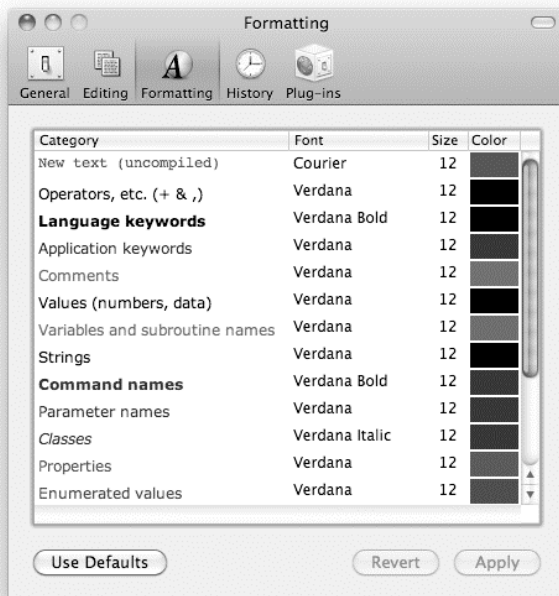 Formatting
General Editing Formatting History Plug-ins
Category Font Size Color
New text (uncompiled) Courier 12
Operators, etc. (+ & ,) Verdana 12
Language keywords Verdana Bold 12
Application keywords Verdana 12
Comments Verdana 12
Values (numbers, data) Verdana 12
Variables and subroutine names Verdana 12
Strings Verdana 12
Command names Verdana Bold 12
Parameter names Verdana 12
Classes Verdana Italic 12
Properties Verdana 12
Enumerated values Verdana 12
Use Defaults Revert Apply